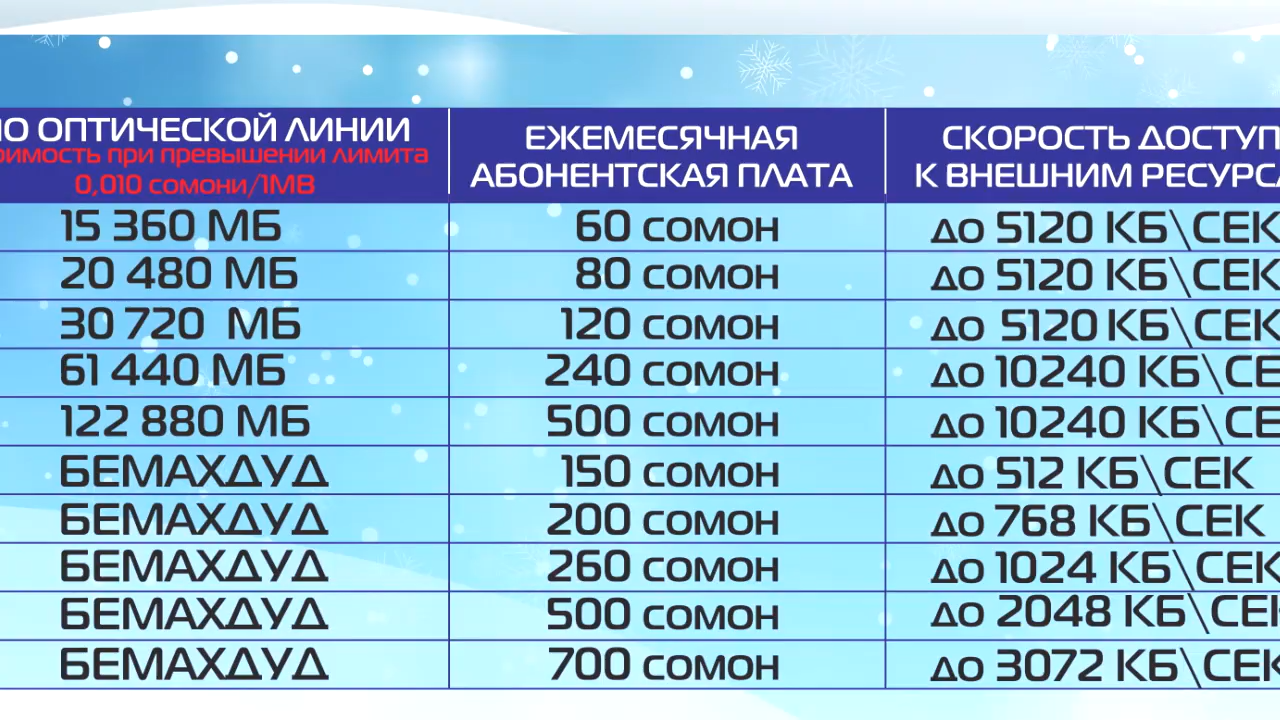 ПО ОПТИЧЕСКОЙ ЛИНИИ
при превышении лимита
0,010 сомони/1МВ
ЕЖЕМЕСЯЧНАЯ
АБОНЕНТСКАЯ ПЛАТА
СКОРОСТЬ ДОСТУП
К ВНЕШНИМ РЕСУРСА
15 360 МБ 60 сомон до 5120 КБ\СЕК
20 480 МБ 80 сомон до 5120 КБ\СЕК
30 720 МБ 120 сомон до 5120 КБ\СЕК
61 440 МБ 240 сомон до 10240 КБ\СЕ
122 880 МБ 500 сомон до 10240 КБ\СЕ
БЕМАХДУД 150 сомон до 512 КБ\СЕК
БЕМАХДУД 200 сомон до 768 КБ\СЕК
БЕМАХДУД 260 сомон до 1024 КБ\СЕК
БЕМАХДУД 500 сомон до 2048 КБ\СЕК
БЕМАХДУД 700 сомон до 3072 КБ\СЕК